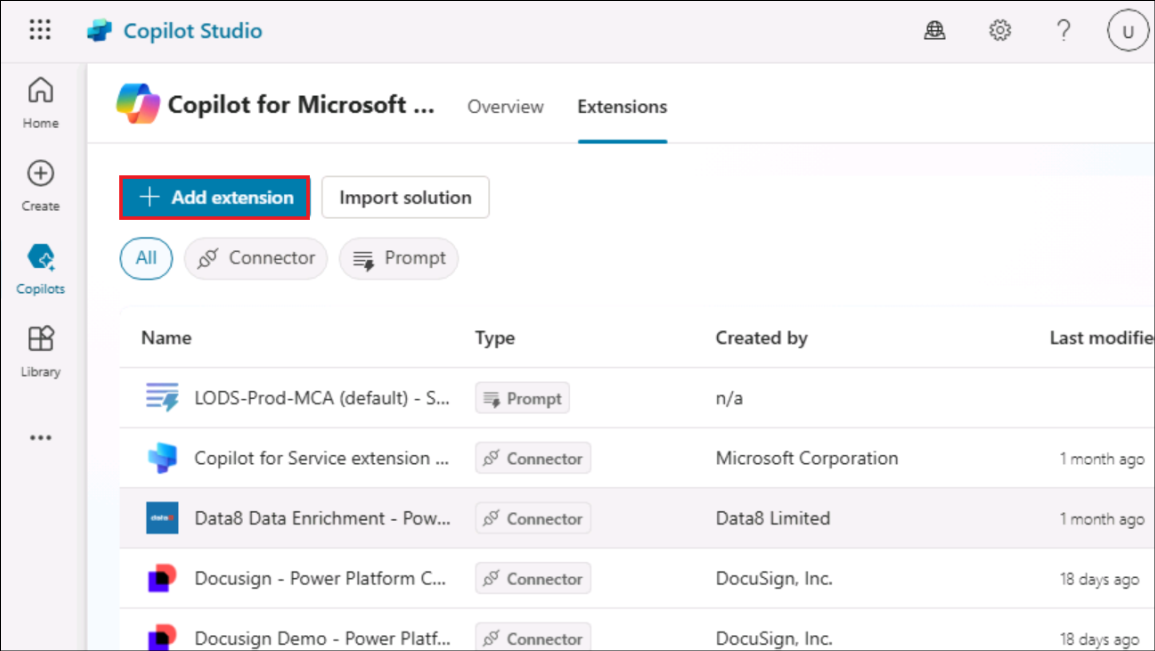 Copilot Studio
U
Home
Create
Copilots
Library
Copilot for Microsoft ...
Overview
Extensions
Add extension
Import solution
All
Connector
Prompt
Name Type Created by Last modifie
LODS-Prod-MCA (default) - S... Prompt n/a
Copilot for Service extension ... Connector Microsoft Corporation 1 month ago
data8
Data8 Data Enrichment - Pow... Connector Data8 Limited 1 month ago
Docusign - Power Platform C... Connector DocuSign, Inc. 18 days ago
Docusign Demo - Power Platf... Connector DocuSign, Inc. 18 days ago